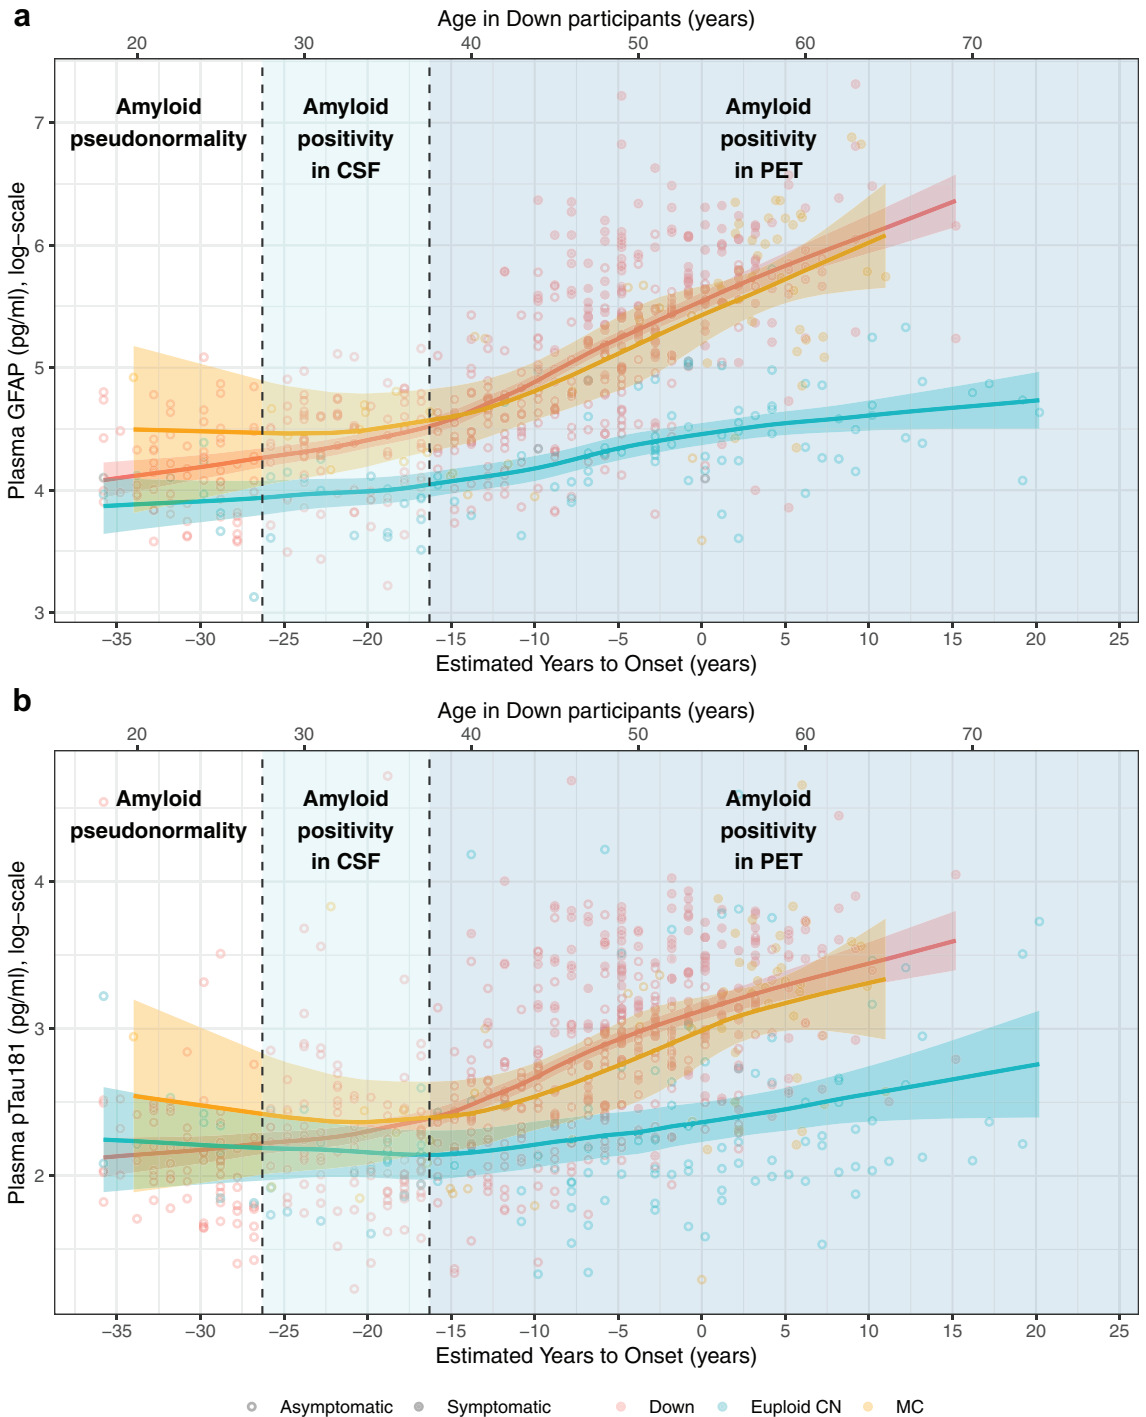 a
Age in Down participants (years)
20 30 40 50 60 70
Amyloid
pseudonormality
Amyloid
positivity
in CSF
Amyloid
positivity
in PET
Plasma GFAP (pg/ml), log−scale
7
6
5
4
3
−35 −30 −25 −20 −15 −10 −5 0 5 10 15 20 25
Estimated Years to Onset (years)
b
Age in Down participants (years)
20 30 40 50 60 70
Amyloid
pseudonormality
Amyloid
positivity
in CSF
Amyloid
positivity
in PET
Plasma pTau181 (pg/ml), log−scale
4
3
2
−35 −30 −25 −20 −15 −10 −5 0 5 10 15 20 25
Estimated Years to Onset (years)
Asymptomatic Symptomatic Down Euploid CN MC